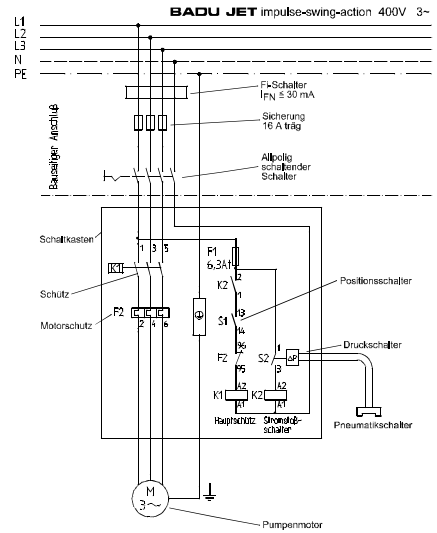 BADU JET impulse-swing-action 400V 3~
L1
L2
L3
N
PE
FI-Schalter
IFN ≤ 30 mA
Sicherung
16 A träg
Bauseitiger Anschluß
Allpolig
schaltender
Schalter
Schaltkasten
1 3 5
F1
6,3At
K1
K2
2
1
Positionsschalter
Schütz
S1
13
14
Motorschutz
F2
2 4 6
Druckschalter
F2
96
95
S2
1
3
ΔP
K1
A2
A1
K2
A2
A1
Hauptschütz
Stromstoß-
schalter
Pneumatikschalter
M
3~
Pumpenmotor